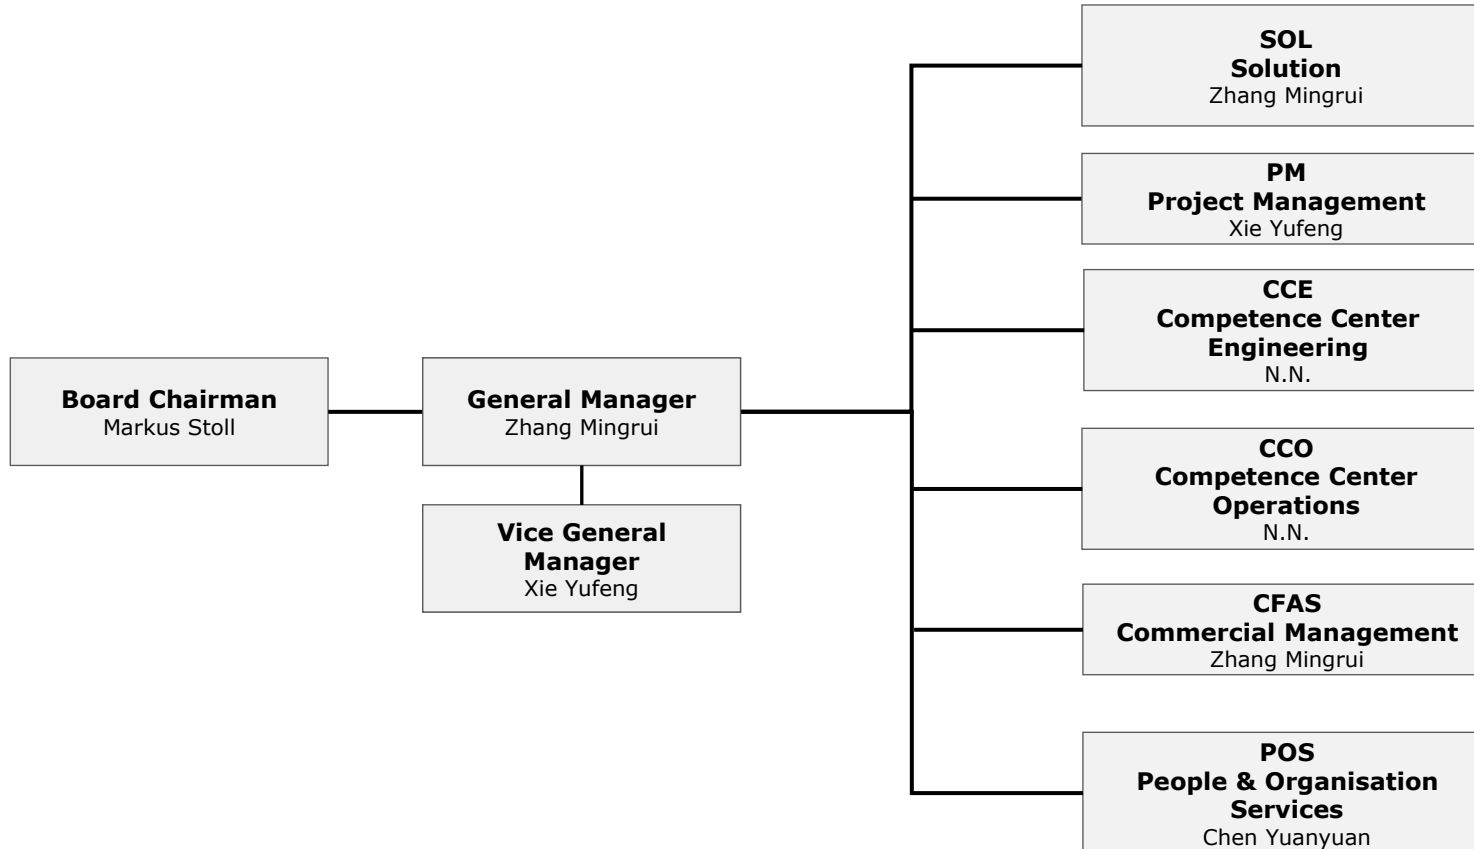 Board Chairman
Markus Stoll
General Manager
Zhang Mingrui
Vice General
Manager
Xie Yufeng
SOL
Solution
Zhang Mingrui
PM
Project Management
Xie Yufeng
CCE
Competence Center
Engineering
N.N.
CCO
Competence Center
Operations
N.N.
CFAS
Commercial Management
Zhang Mingrui
POS
People & Organisation
Services
Chen Yuanyuan